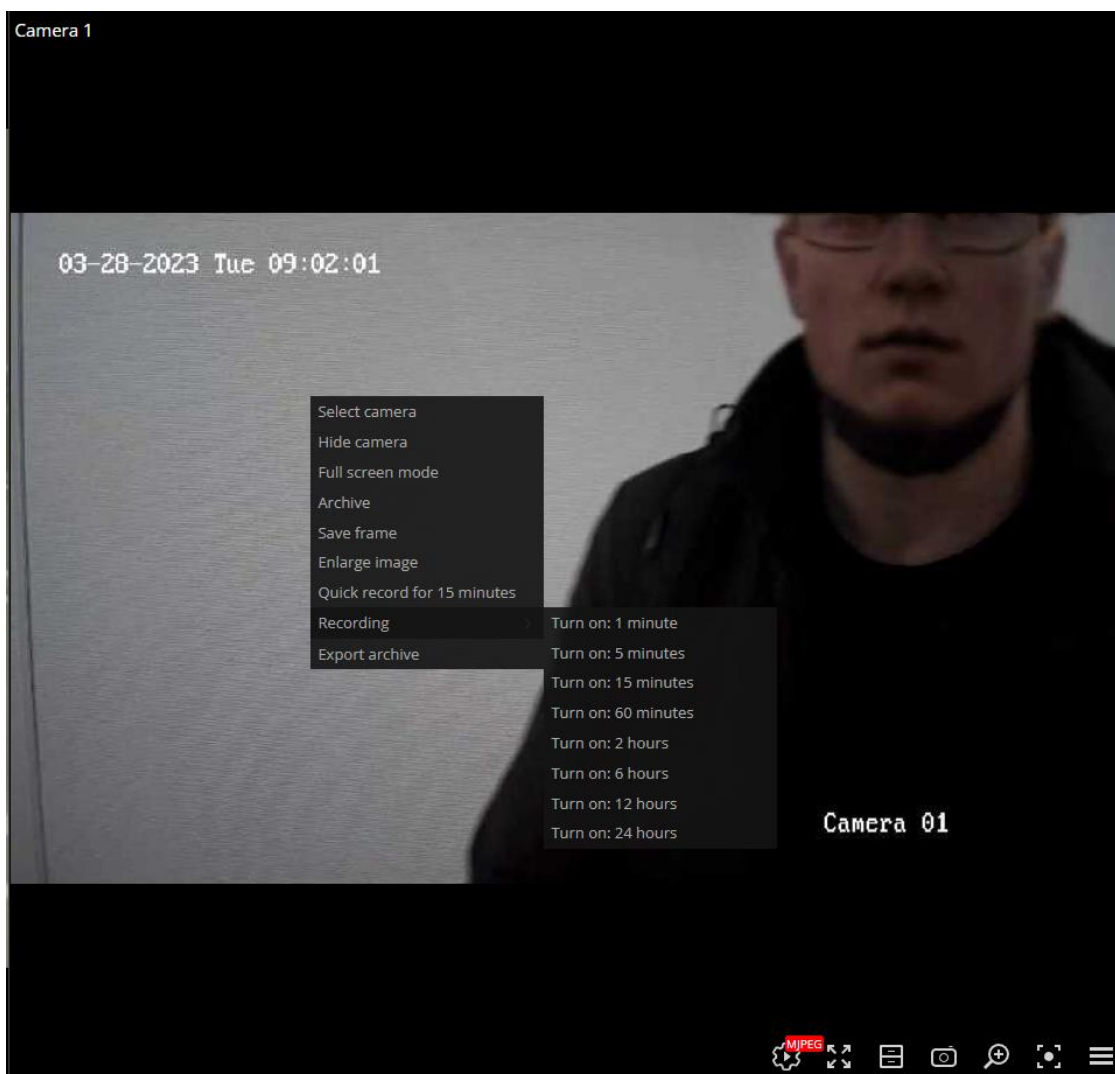 Camera 1
03-28-2023 Tue 09:02:01
Select camera
Hide camera
Full screen mode
Archive
Save frame
Enlarge image
Quick record for 15 minutes
Recording
Export archive
Turn on: 1 minute
Turn on: 5 minutes
Turn on: 15 minutes
Turn on: 60 minutes
Turn on: 2 hours
Turn on: 6 hours
Turn on: 12 hours
Turn on: 24 hours
Camera 01
MJPEG